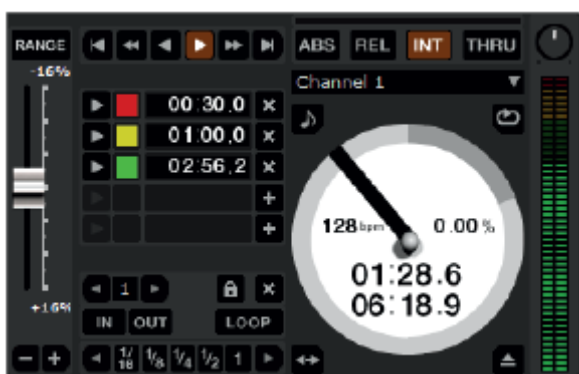 RANGE
ABS REL INT THRU
-16%
Channel 1
00:30.0
01:00.0
02:56.2
128 bpm 0.00%
01:28.6
06:18.9
1
+16%
IN OUT LOOP
1/16 1/8 1/4 1/2 1